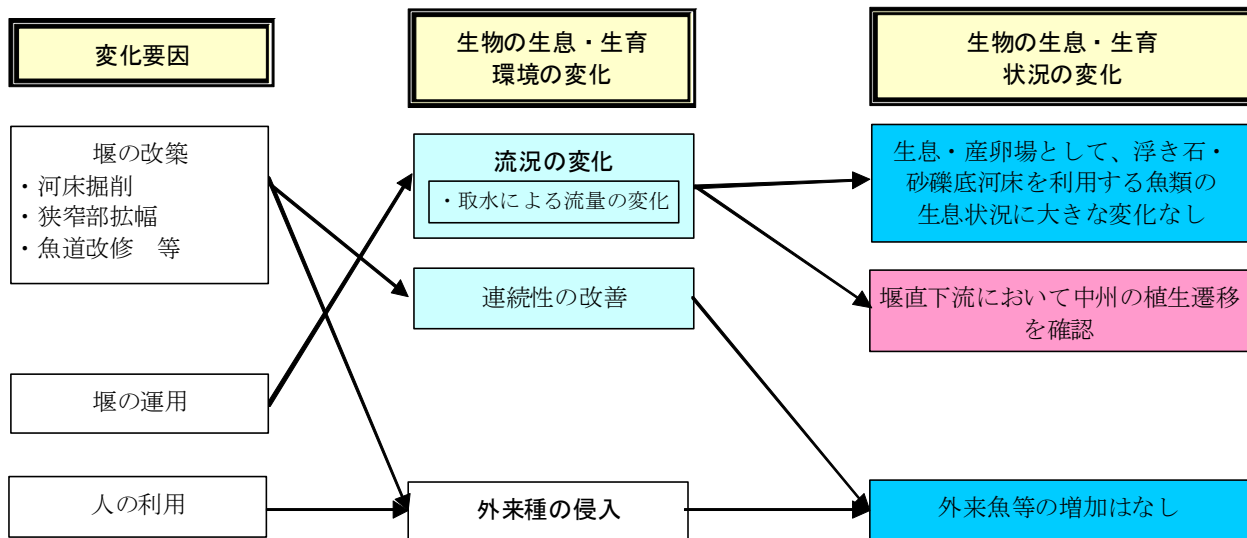 変化要因
生物の生息・生育
環境の変化
生物の生息・生育
状況の変化
堰の改築
・河床掘削
・狭窄部拡幅
・魚道改修　等
流況の変化
・取水による流量の変化
生息・産卵場として、浮き石・
砂礫底河床を利用する魚類の
生息状況に大きな変化なし
連続性の改善
堰直下流において中州の植生遷移
を確認
堰の運用
人の利用
外来種の侵入
外来魚等の増加はなし